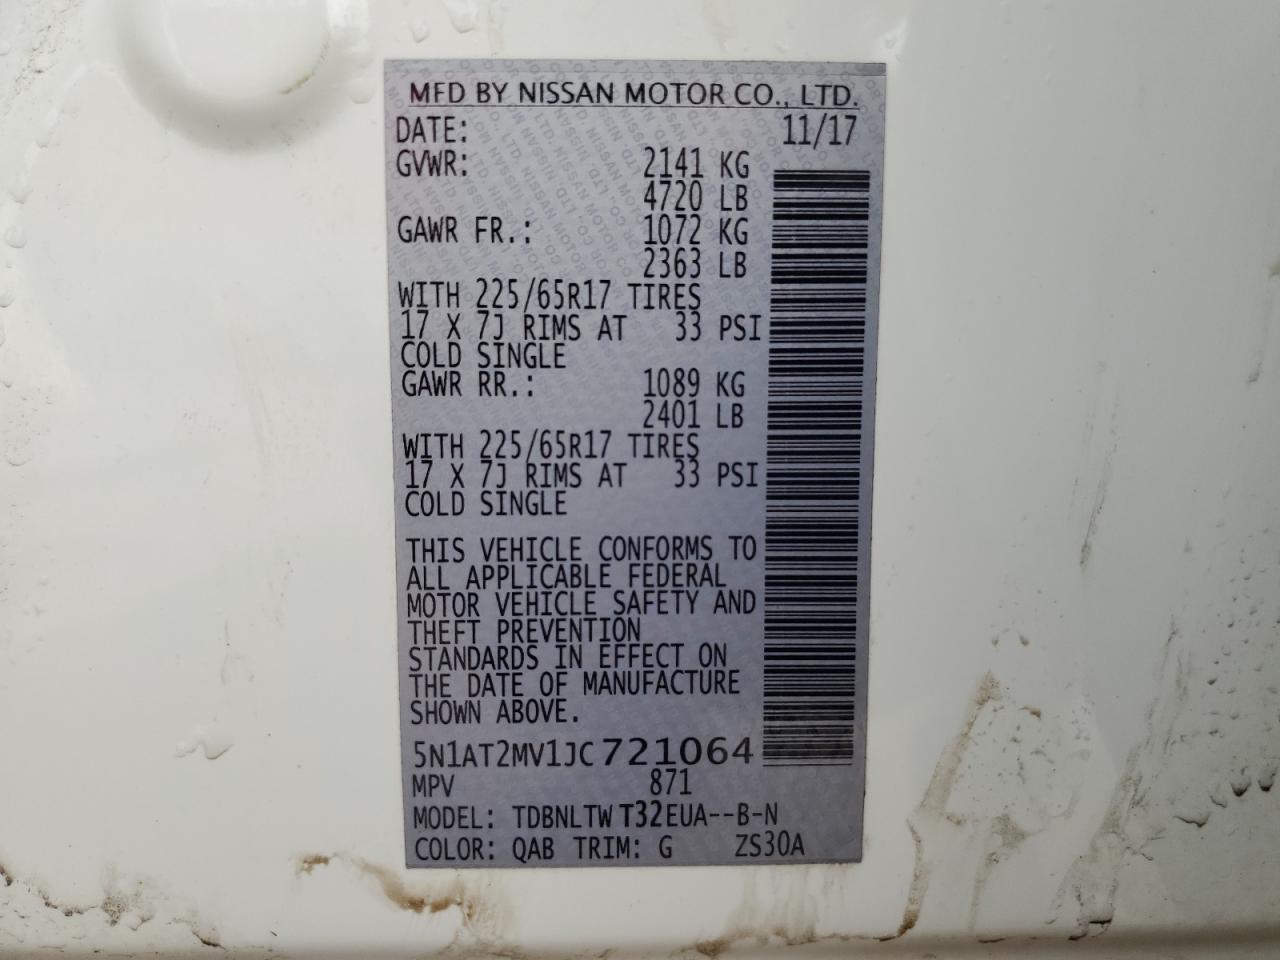 MFD BY NISSAN MOTOR CO., LTD.
DATE: 11/17
GVWR: 2141 KG
4720 LB
GAWR FR.: 1072 KG
2363 LB
WITH 225/65R17 TIRES
17 X 7J RIMS AT 33 PSI
COLD SINGLE
GAWR RR.: 1089 KG
2401 LB
WITH 225/65R17 TIRES
17 X 7J RIMS AT 33 PSI
COLD SINGLE
THIS VEHICLE CONFORMS TO
ALL APPLICABLE FEDERAL
MOTOR VEHICLE SAFETY AND
THEFT PREVENTION
STANDARDS IN EFFECT ON
THE DATE OF MANUFACTURE
SHOWN ABOVE.
5N1AT2MV1JC721064
MPV 871
MODEL: TDBNLTW T32EUA--B-N
COLOR: QAB TRIM: G ZS30A